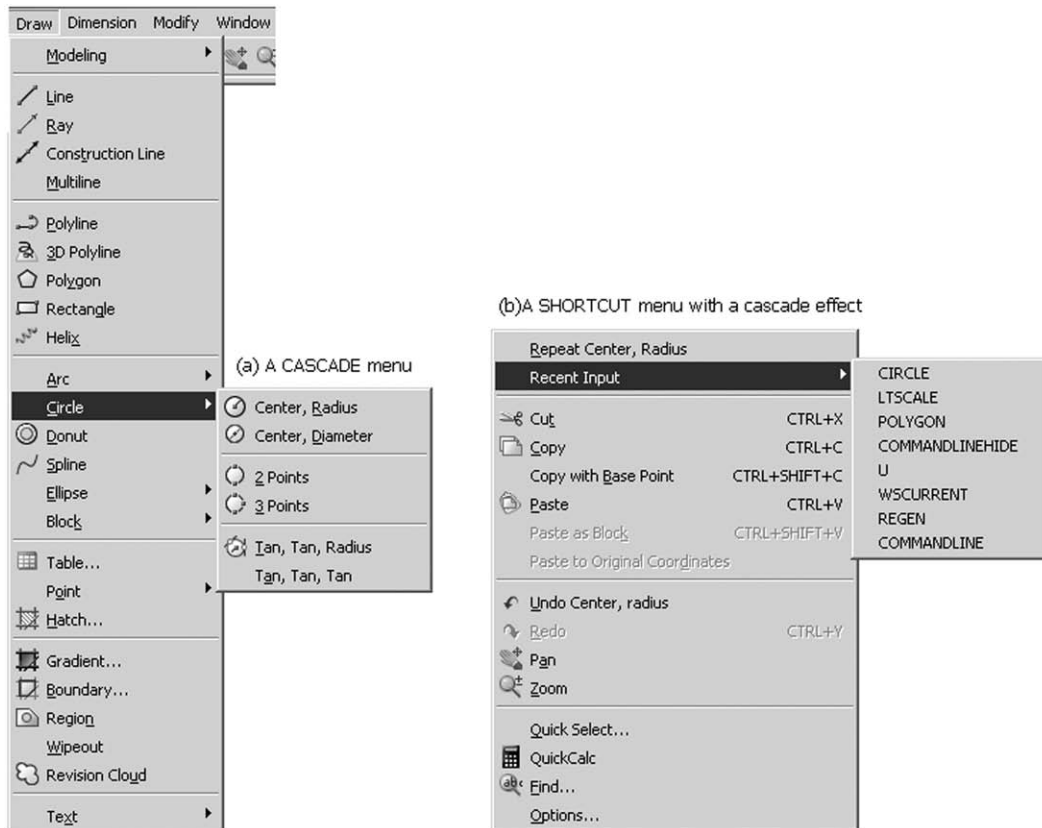 Draw Dimension Modify Window
Modeling
Line
Ray
Construction Line
Multiline
Polyline
3D Polyline
Polygon
Rectangle
Helix
Arc
Circle
Donut
Spline
Ellipse
Block
Table...
Point
Hatch...
Gradient...
Boundary...
Region
Wipeout
Revision Cloud
Text
(a) A CASCADE menu
Center, Radius
Center, Diameter
2 Points
3 Points
Tan, Tan, Radius
Tan, Tan, Tan
(b)A SHORTCUT menu with a cascade effect
Repeat Center, Radius
Recent Input
Cut CTRL+X
Copy CTRL+C
Copy with Base Point CTRL+SHIFT+C
Paste CTRL+V
Paste as Block CTRL+SHIFT+V
Paste to Original Coordinates
Undo Center, radius
Redo CTRL+Y
Pan
Zoom
Quick Select...
QuickCalc
Find...
Options...
CIRCLE
LTSCALE
POLYGON
COMMANDLINEHIDE
U
WSCURRENT
REGEN
COMMANDLINE